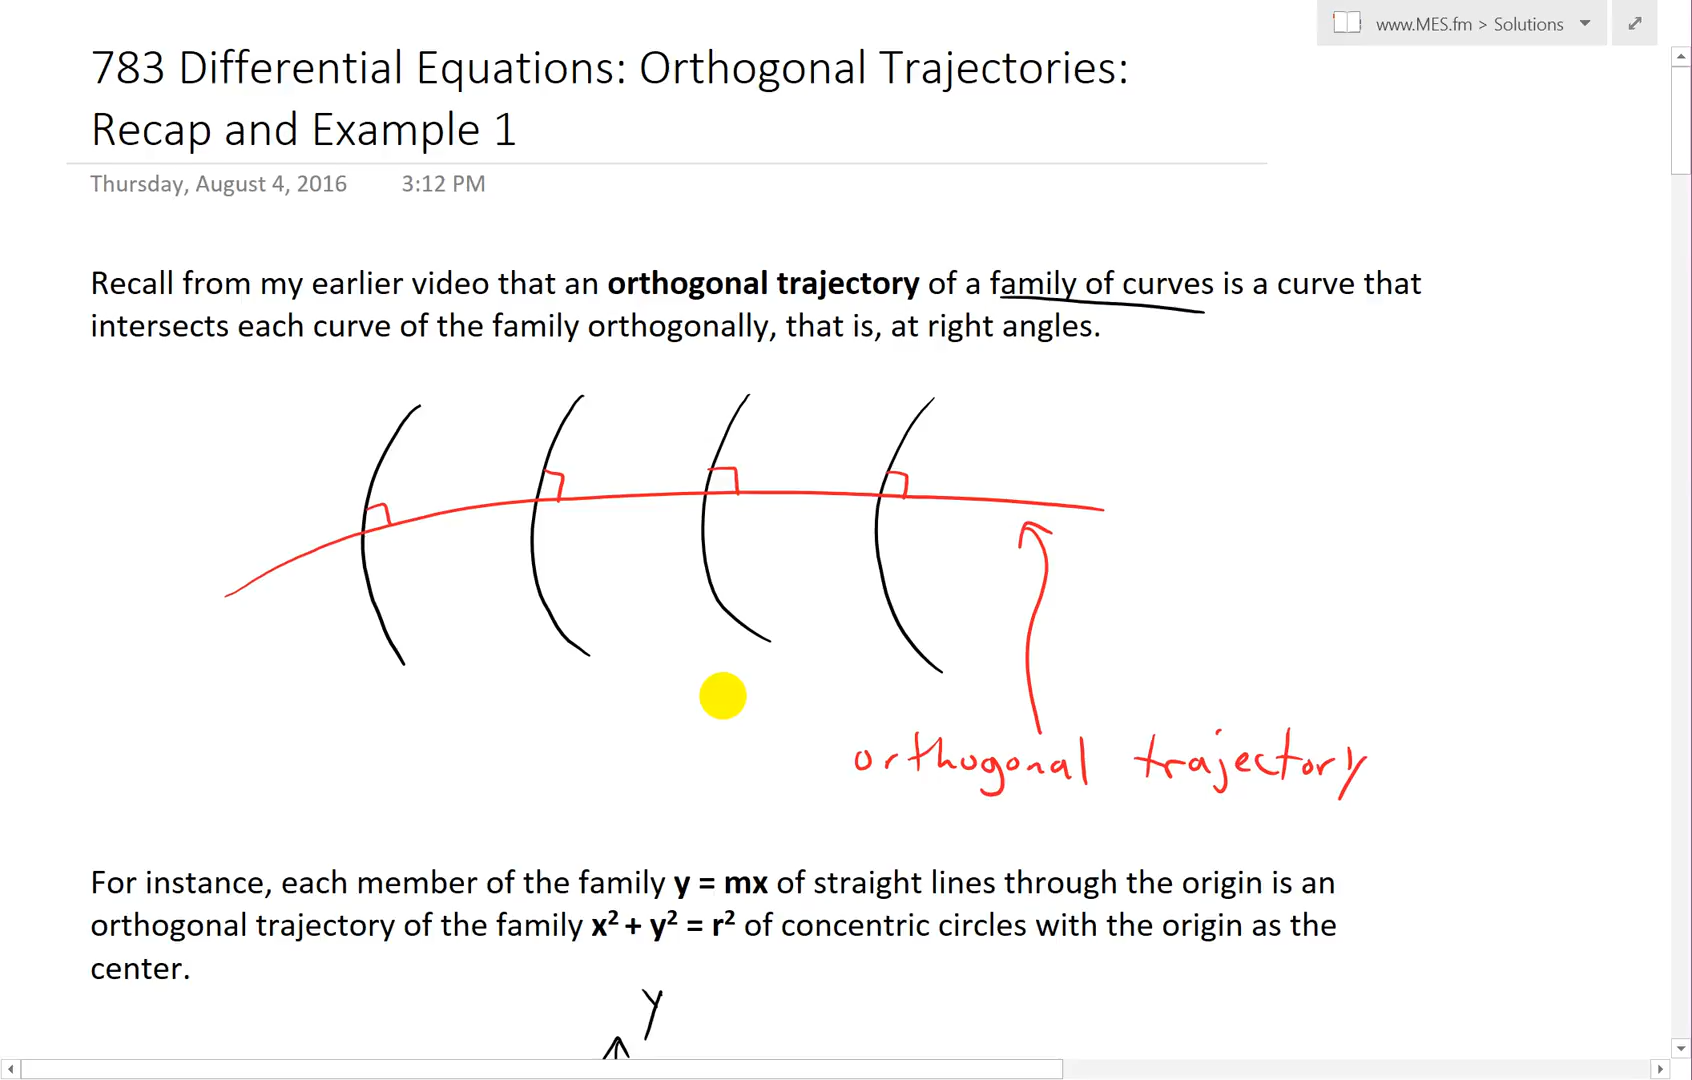 www.MES.fm > Solutions
783 Differential Equations: Orthogonal Trajectories:
Recap and Example 1
Thursday, August 4, 2016 3:12 PM
Recall from my earlier video that an orthogonal trajectory of a family of curves is a curve that
intersects each curve of the family orthogonally, that is, at right angles.
orthogonal trajectory
For instance, each member of the family y = mx of straight lines through the origin is an
orthogonal trajectory of the family x² + y² = r² of concentric circles with the origin as the
center.
y